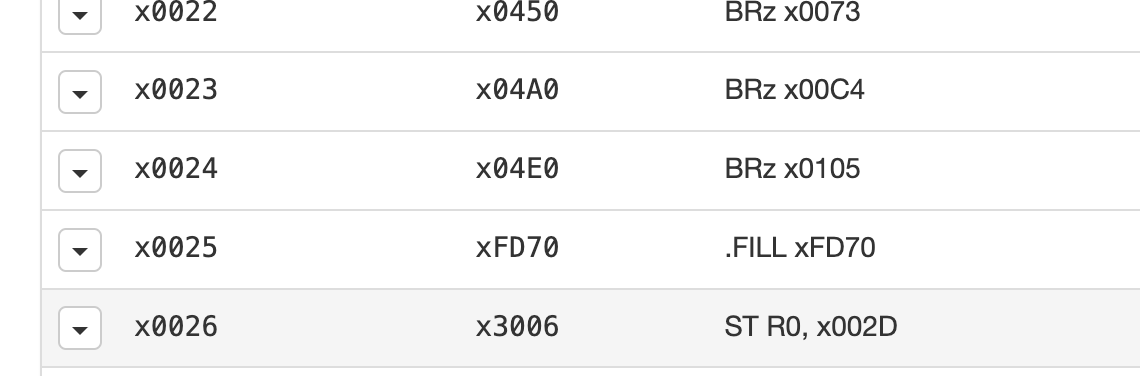 x0022 x0450 BRz x0073
x0023 x04A0 BRz x00C4
x0024 x04E0 BRz x0105
x0025 xFD70 .FILL xFD70
x0026 x3006 ST R0, x002D